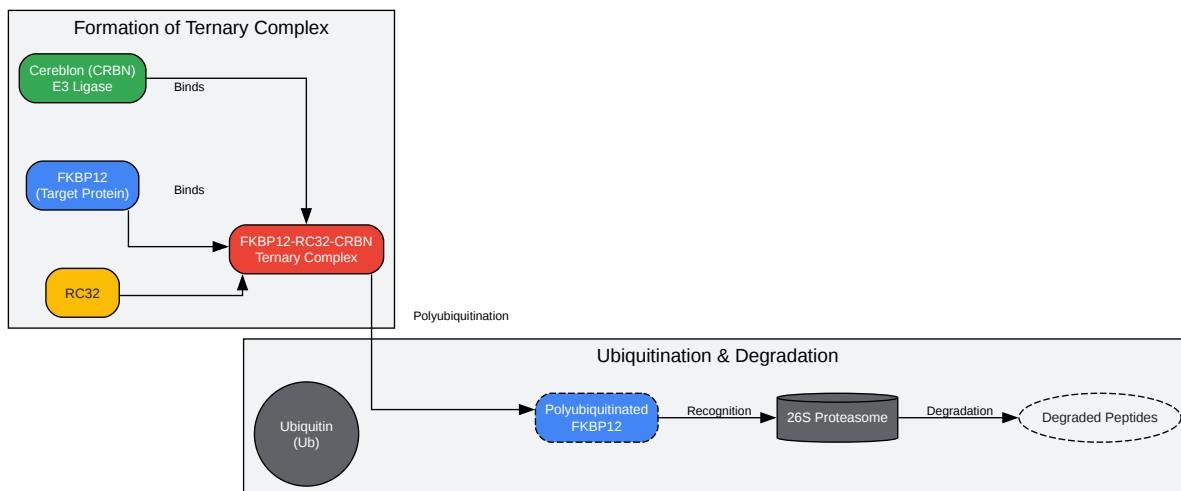 Formation of Ternary Complex
Cereblon (CRBN)
E3 Ligase
Binds
FKBP12
(Target Protein)
Binds
FKBP12-RC32-CRBN
Ternary Complex
RC32
Polyubiquitination
Ubiquitination & Degradation
Ubiquitin
(Ub)
Polyubiquitinated
FKBP12
Recognition
26S Proteasome
Degradation
Degraded Peptides